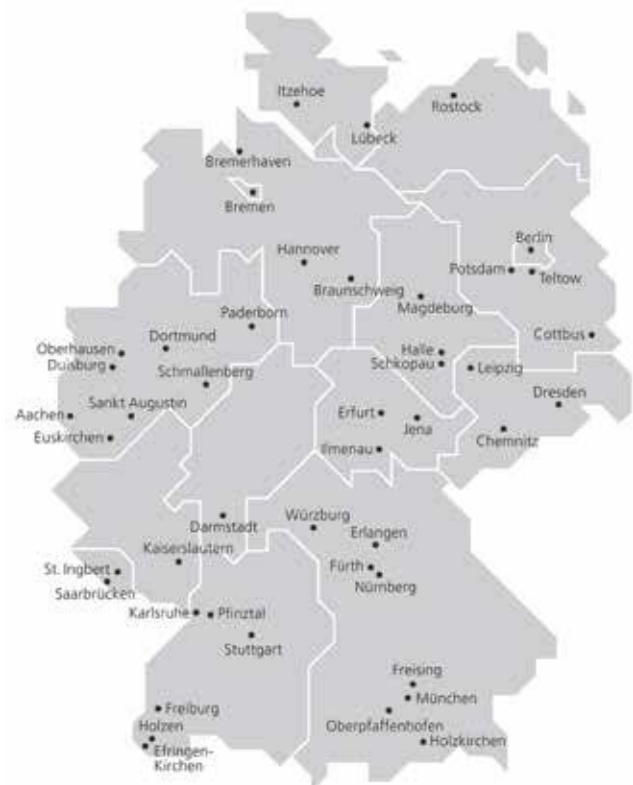 Itzehoe
Rostock
Lübeck
Bremerhaven
Bremen
Berlin
Hannover
Potsdam
Teltow
Braunschweig
Magdeburg
Paderborn
Dortmund
Cottbus
Oberhausen
Duisburg
Halle
Schkopau
Leipzig
Schmallenberg
Dresden
Aachen
Sankt Augustin
Erfurt
Jena
Euskirchen
Chemnitz
Ilmenau
Darmstadt
Würzburg
Erlangen
Kaiserslautern
St. Ingbert
Fürth
Saarbrücken
Nürnberg
Karlsruhe
Pfinztal
Stuttgart
Freising
München
Freiburg
Oberpfaffenhofen
Holzen
Holzkirchen
Efringen-
Kirchen